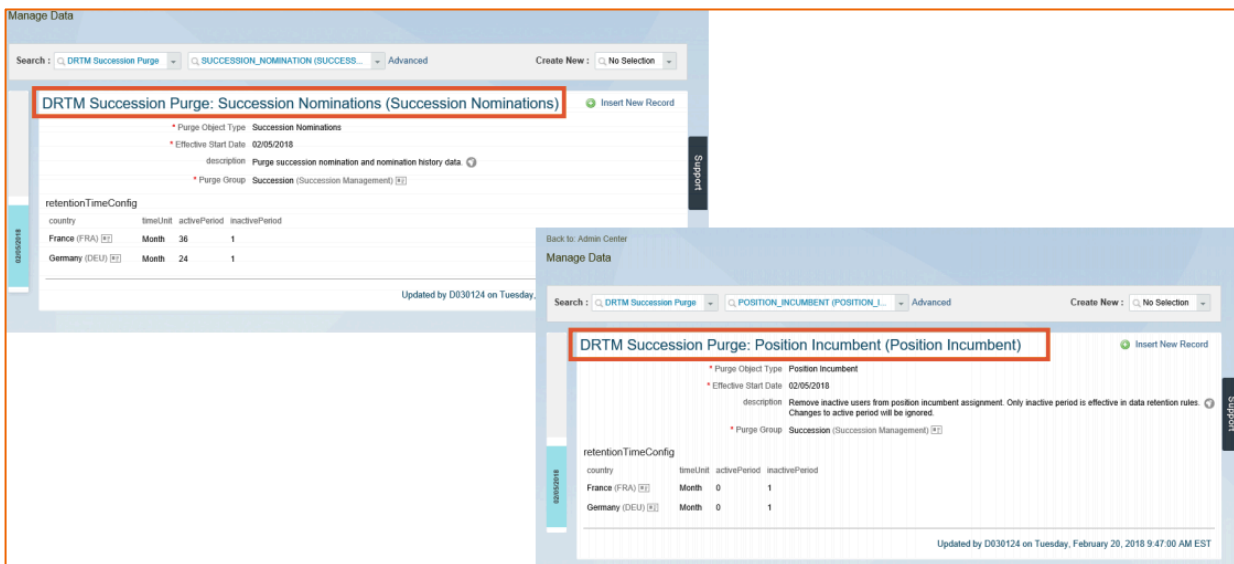 Manage Data
Search : DRTM Succession Purge SUCCESSION_NOMINATION (SUCCESS... Advanced Create New : No Selection
DRTM Succession Purge: Succession Nominations (Succession Nominations) Insert New Record
* Purge Object Type Succession Nominations
* Effective Start Date 02/05/2018
description Purge succession nomination and nomination history data.
* Purge Group Succession (Succession Management)
Support
retentionTimeConfig
country timeUnit activePeriod inactivePeriod
France (FRA) Month 36 1
Germany (DEU) Month 24 1
02/05/2018
Updated by D030124 on Tuesday,
Back to: Admin Center
Manage Data
Search : DRTM Succession Purge POSITION_INCUMBENT (POSITION_I... Advanced Create New : No Selection
DRTM Succession Purge: Position Incumbent (Position Incumbent) Insert New Record
* Purge Object Type Position Incumbent
* Effective Start Date 02/05/2018
description Remove inactive users from position incumbent assignment. Only inactive period is effective in data retention rules.
Changes to active period will be ignored.
* Purge Group Succession (Succession Management)
Support
retentionTimeConfig
country timeUnit activePeriod inactivePeriod
France (FRA) Month 0 1
Germany (DEU) Month 0 1
02/05/2018
Updated by D030124 on Tuesday, February 20, 2018 9:47:00 AM EST